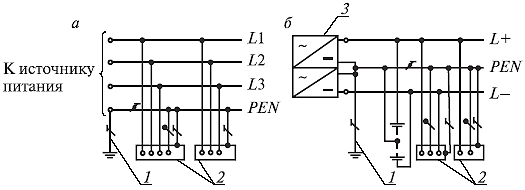 а
К источнику
питания
L1
L2
L3
PEN
1
2
б
3
~
~
L+
PEN
L−
1
2